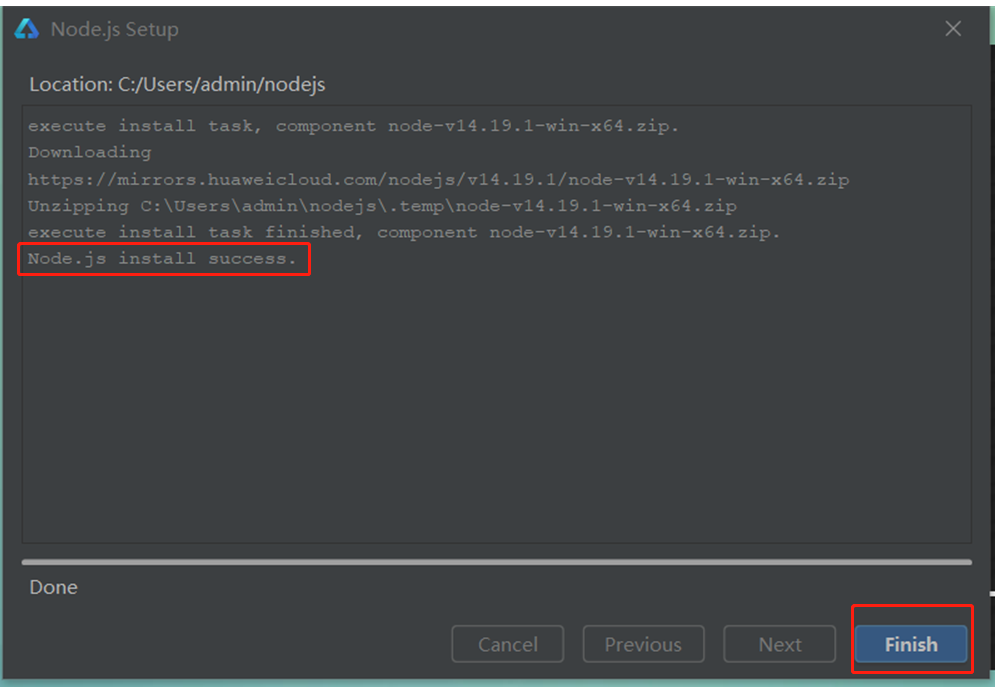 Node.js Setup
Location: C:/Users/admin/nodejs
execute install task, component node-v14.19.1-win-x64.zip.
Downloading
https://mirrors.huaweicloud.com/nodejs/v14.19.1/node-v14.19.1-win-x64.zip
Unzipping C:\Users\admin\nodejs\.temp\node-v14.19.1-win-x64.zip
execute install task finished, component node-v14.19.1-win-x64.zip.
Node.js install success.
Done
Cancel Previous Next Finish